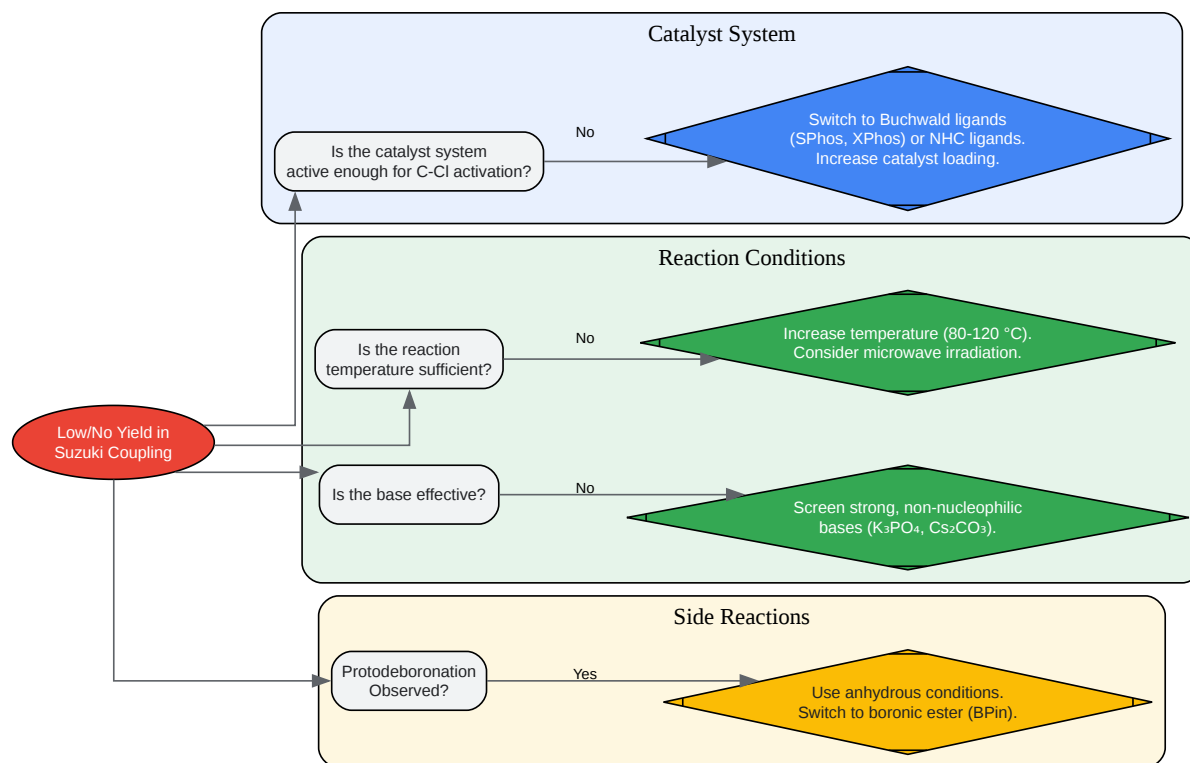 Catalyst System
Is the catalyst system
active enough for C-Cl activation?
No
Switch to Buchwald ligands
(SPhos, XPhos) or NHC ligands.
Increase catalyst loading.
Reaction Conditions
Is the reaction
temperature sufficient?
No
Increase temperature (80-120 °C).
Consider microwave irradiation.
Low/No Yield in
Suzuki Coupling
Is the base effective?
No
Screen strong, non-nucleophilic
bases (K₃PO₄, Cs₂CO₃).
Side Reactions
Protodeboronation
Observed?
Yes
Use anhydrous conditions.
Switch to boronic ester (BPin).